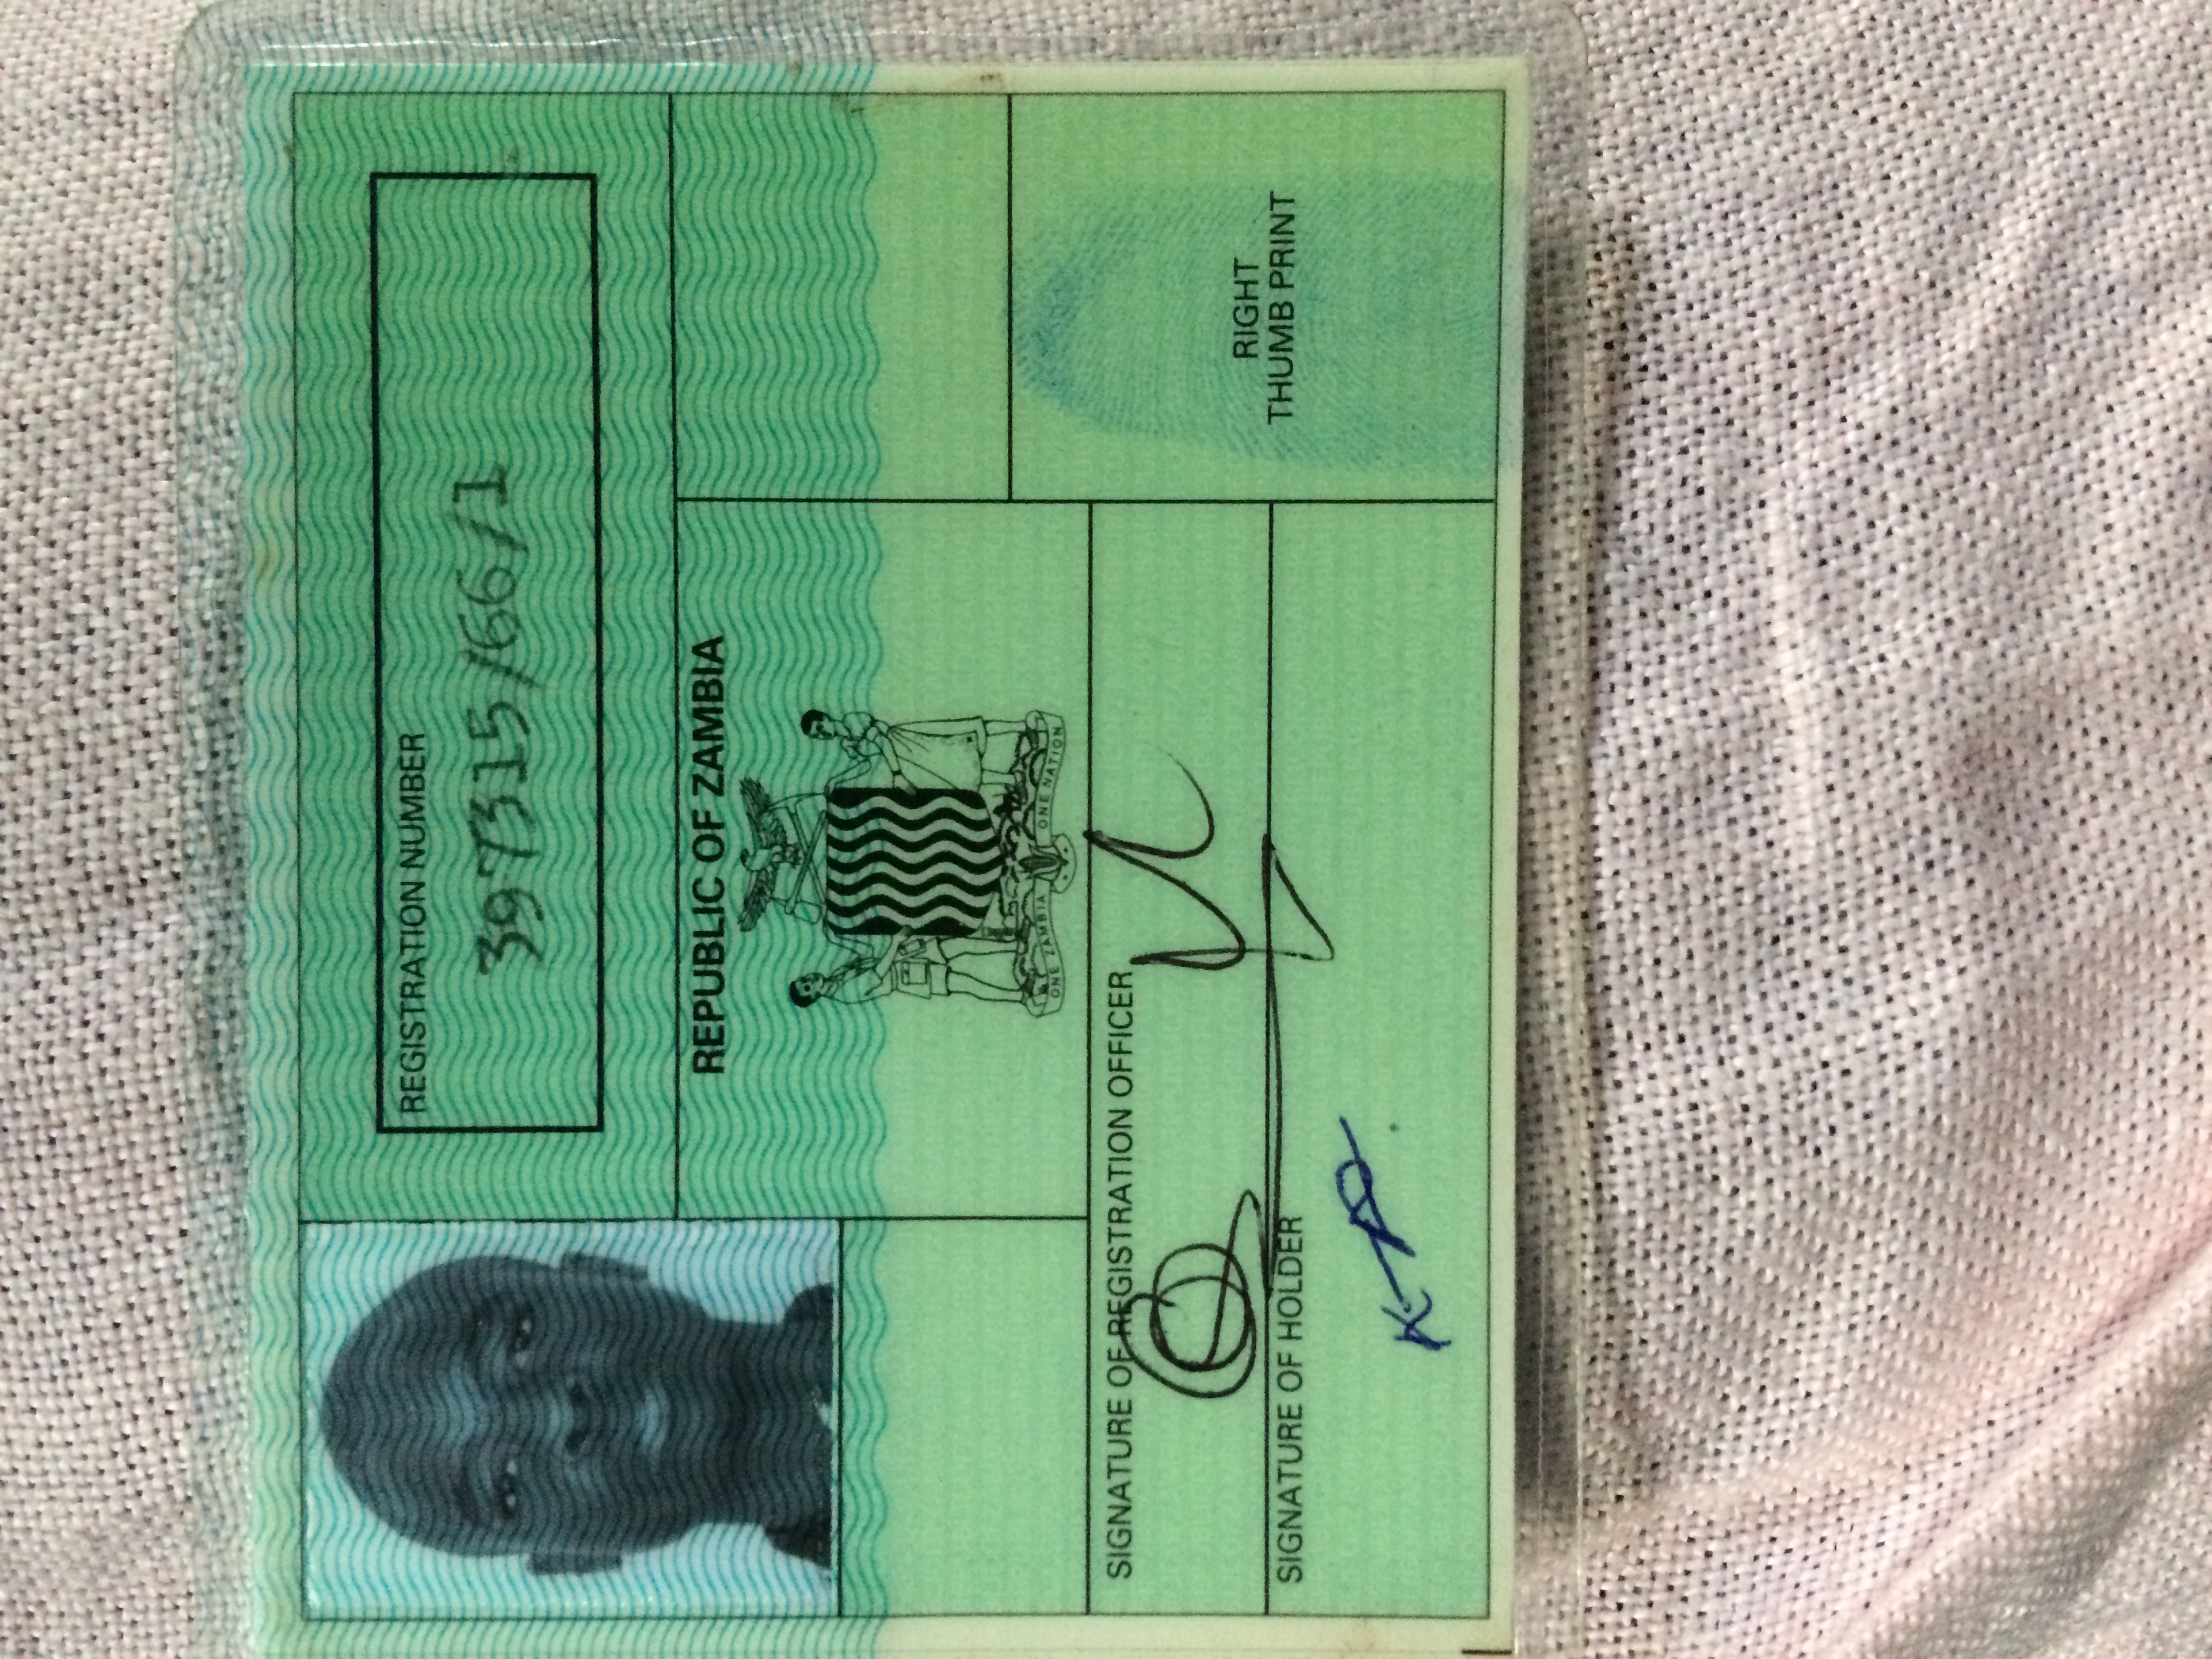 REGISTRATION NUMBER
397315/66/1
REPUBLIC OF ZAMBIA
ONE ZAMBIA ONE NATION
SIGNATURE OF REGISTRATION OFFICER
SIGNATURE OF HOLDER
RIGHT
THUMB PRINT